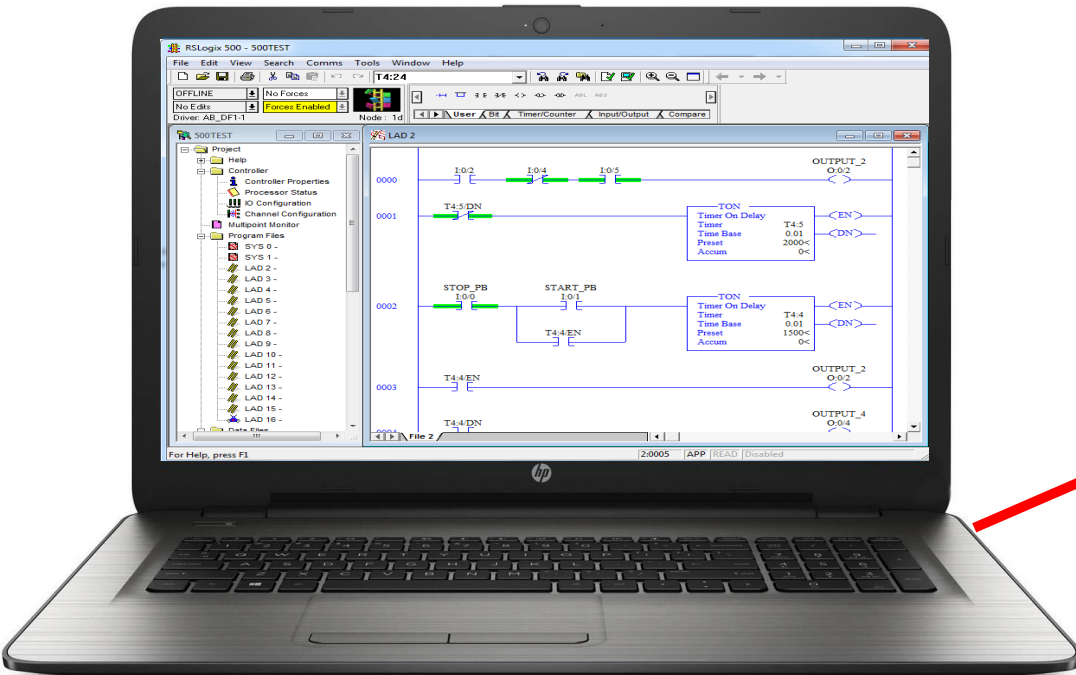 RSLogix 500 - 500TEST
File Edit View Search Comms Tools Window Help
T4:24
OFFLINE No Forces
No Edits Forces Enabled
Driver: AB_DF1-1 Node: 1d
User Bit Timer/Counter Input/Output Compare
500TEST
Project
Help
Controller
Controller Properties
Processor Status
IO Configuration
Channel Configuration
Multipoint Monitor
Program Files
SYS 0 -
SYS 1 -
LAD 2 -
LAD 3 -
LAD 4 -
LAD 5 -
LAD 6 -
LAD 7 -
LAD 8 -
LAD 9 -
LAD 10 -
LAD 11 -
LAD 12 -
LAD 13 -
LAD 14 -
LAD 15 -
LAD 16 -
Data Files
LAD 2
OUTPUT_2
I:0/2 I:0/4 I:0/5 O:0/2
0000
T4:5/DN
0001
TON
Timer On Delay EN
Timer T4:5
Time Base 0.01 DN
Preset 2000<
Accum 0<
STOP_PB START_PB
I:0/0 I:0/1
0002
T4:4/EN
TON
Timer On Delay EN
Timer T4:4
Time Base 0.01 DN
Preset 1500<
Accum 0<
OUTPUT_2
T4:4/EN O:0/2
0003
OUTPUT_4
T4:4/DN O:0/4
0004
File 2
For Help, press F1 2:0005 APP READ Disabled
hp